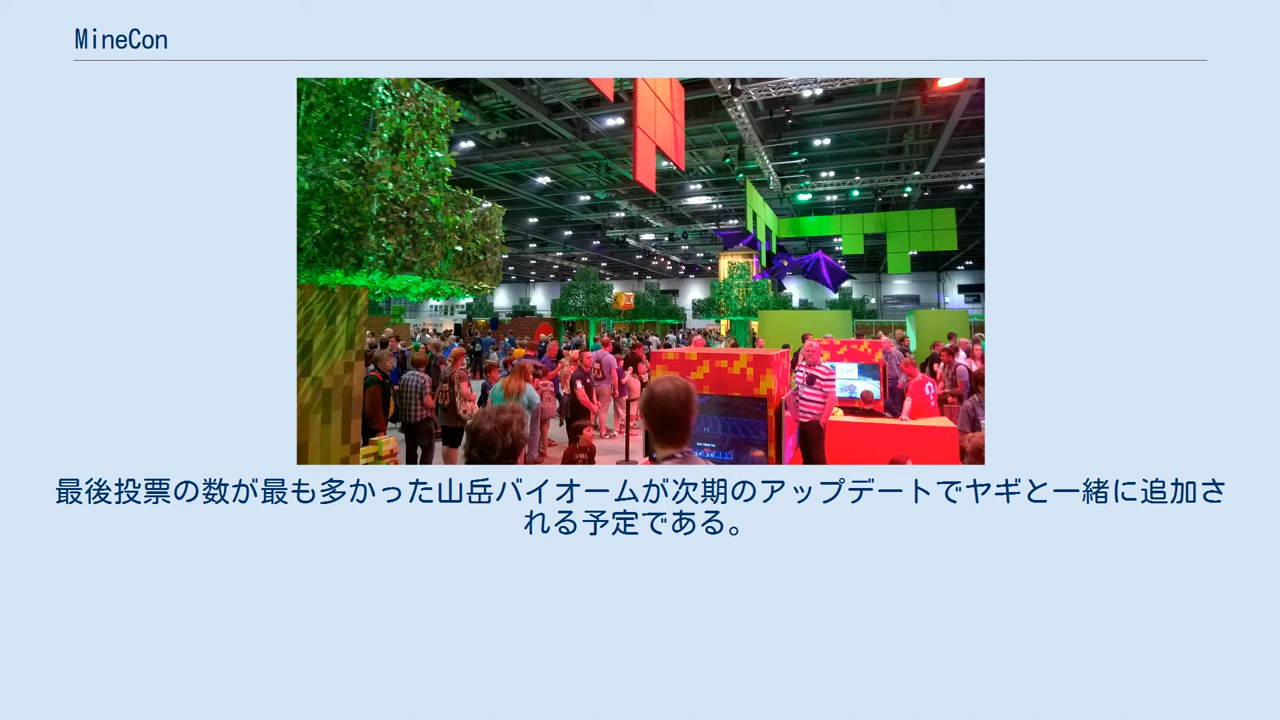 MineCon
最後投票の数が最も多かった山岳バイオームが次期のアップデートでヤギと一緒に追加さ
れる予定である。